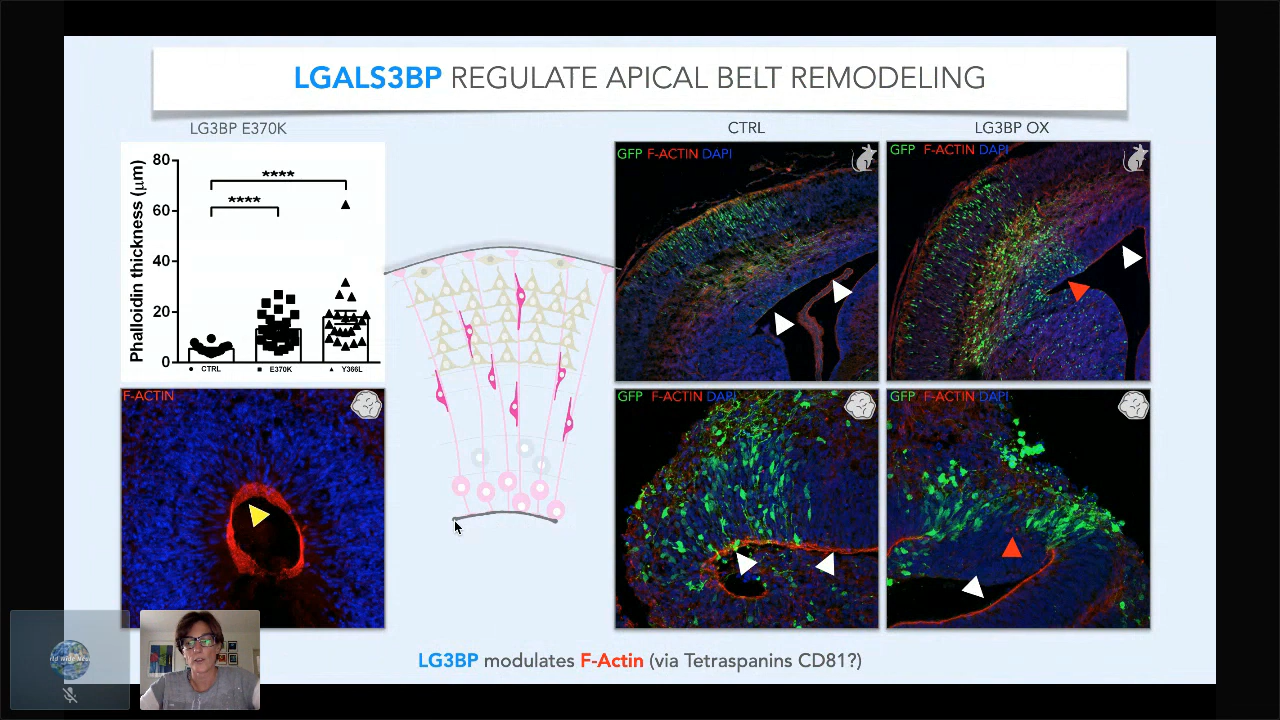 LGALS3BP REGULATE APICAL BELT REMODELING
LG3BP E370K
CTRL
LG3BP OX
Phalloidin thickness (μm)
80
60
40
20
0
****
****
CTRL
E370K
Y366L
GFP F-ACTIN DAPI
GFP F-ACTIN DAPI
F-ACTIN
GFP F-ACTIN DAPI
GFP F-ACTIN DAPI
LG3BP modulates F-Actin (via Tetraspanins CD81?)